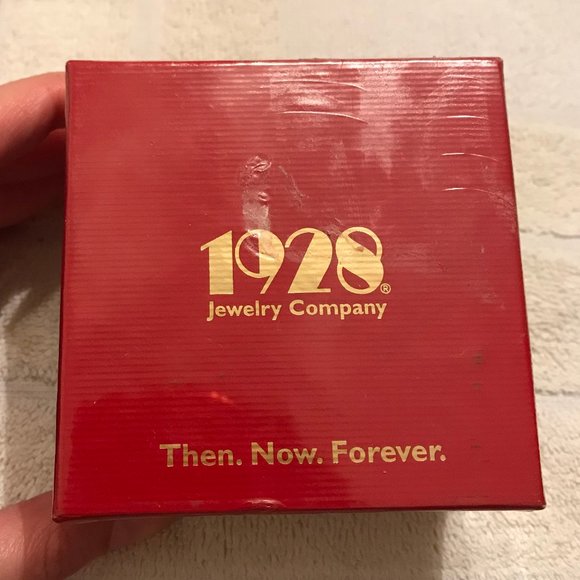 1928®
Jewelry Company
Then. Now. Forever.